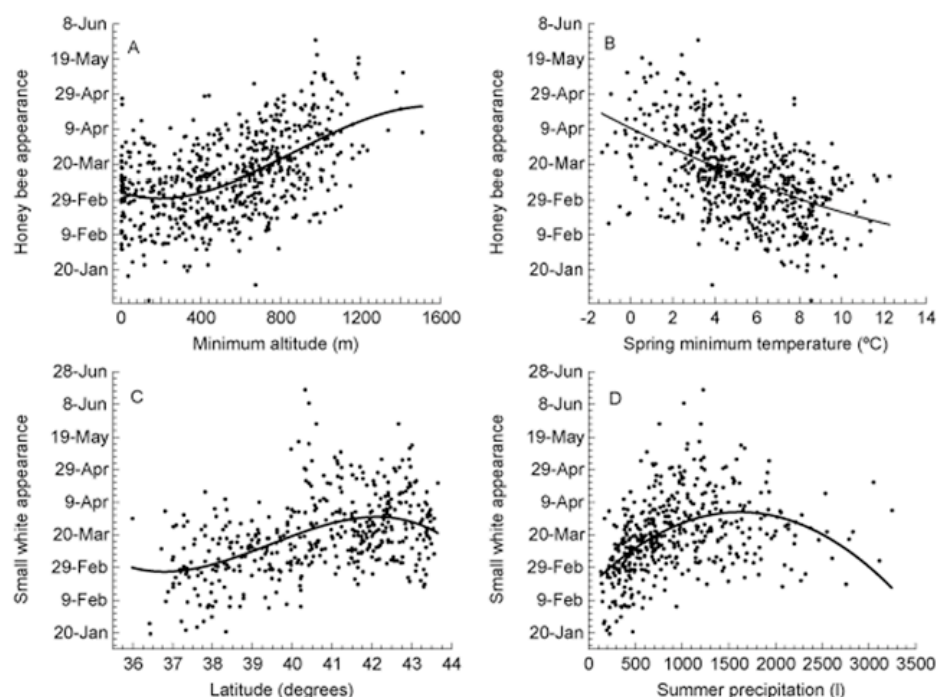 A
Honey bee appearance
8-Jun
19-May
29-Apr
9-Apr
20-Mar
29-Feb
9-Feb
20-Jan
0 400 800 1200 1600
Minimum altitude (m)
B
Honey bee appearance
8-Jun
19-May
29-Apr
9-Apr
20-Mar
29-Feb
9-Feb
20-Jan
-2 0 2 4 6 8 10 12 14
Spring minimum temperature (ºC)
C
Small white appearance
28-Jun
8-Jun
19-May
29-Apr
9-Apr
20-Mar
29-Feb
9-Feb
20-Jan
36 37 38 39 40 41 42 43 44
Latitude (degrees)
D
Small white appearance
28-Jun
8-Jun
19-May
29-Apr
9-Apr
20-Mar
29-Feb
9-Feb
20-Jan
0 500 1000 1500 2000 2500 3000 3500
Summer precipitation (l)